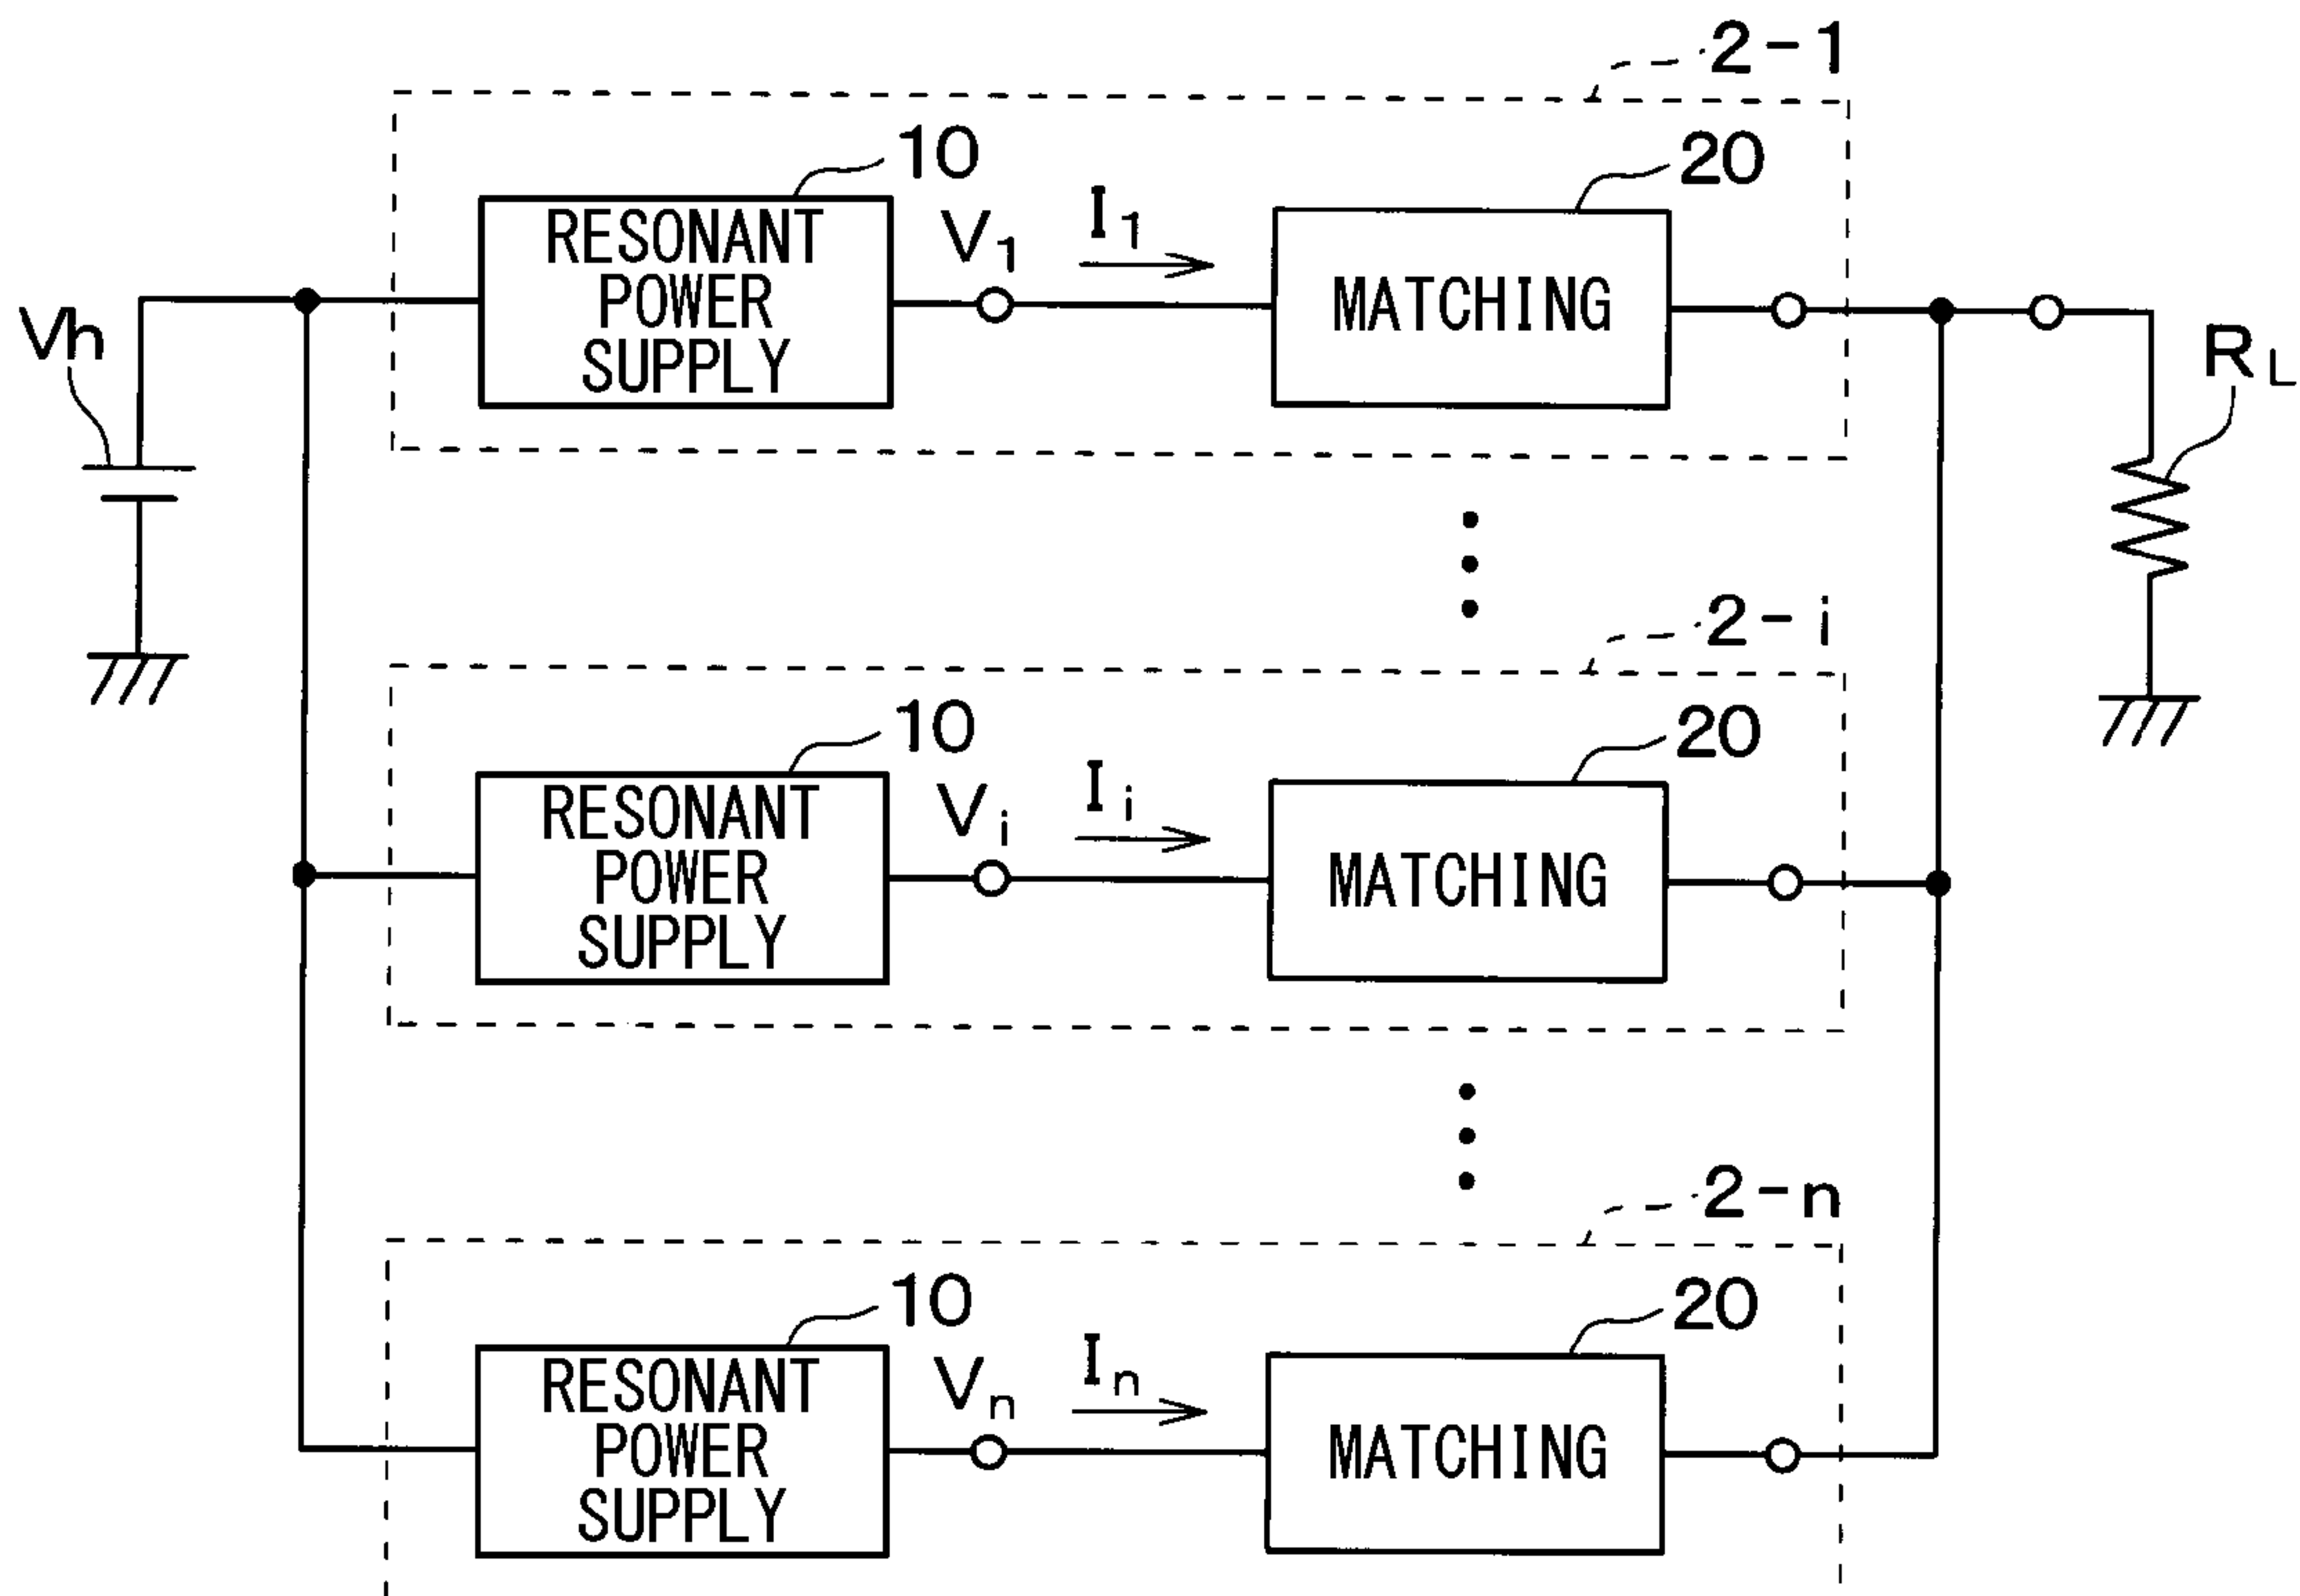 2-1
10
20
RESONANT
POWER
SUPPLY
V1
I1
MATCHING
Vh
RL
2-i
10
20
RESONANT
POWER
SUPPLY
Vi
Ii
MATCHING
2-n
10
20
RESONANT
POWER
SUPPLY
Vn
In
MATCHING